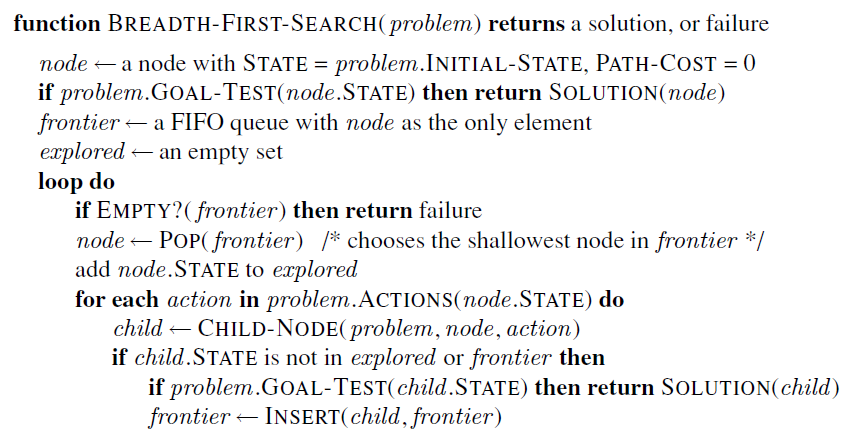 function BREADTH-FIRST-SEARCH(problem) returns a solution, or failure
node ← a node with STATE = problem.INITIAL-STATE, PATH-COST = 0
if problem.GOAL-TEST(node.STATE) then return SOLUTION(node)
frontier ← a FIFO queue with node as the only element
explored ← an empty set
loop do
if EMPTY?(frontier) then return failure
node ← POP(frontier) /* chooses the shallowest node in frontier */
add node.STATE to explored
for each action in problem.ACTIONS(node.STATE) do
child ← CHILD-NODE(problem, node, action)
if child.STATE is not in explored or frontier then
if problem.GOAL-TEST(child.STATE) then return SOLUTION(child)
frontier ← INSERT(child, frontier)